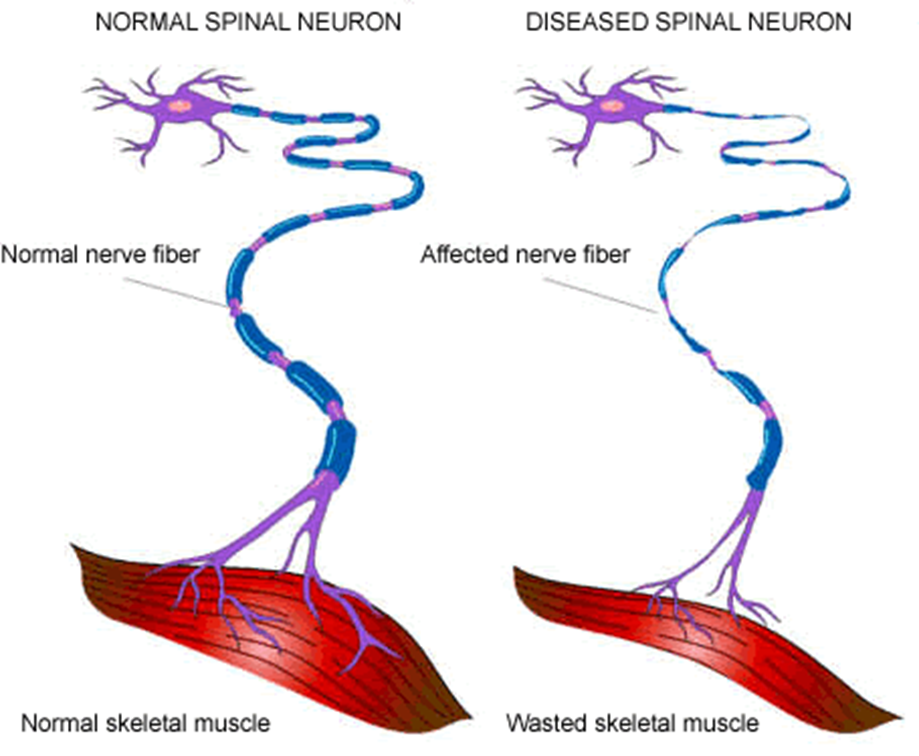 NORMAL SPINAL NEURON
DISEASED SPINAL NEURON
Normal nerve fiber
Affected nerve fiber
Normal skeletal muscle
Wasted skeletal muscle